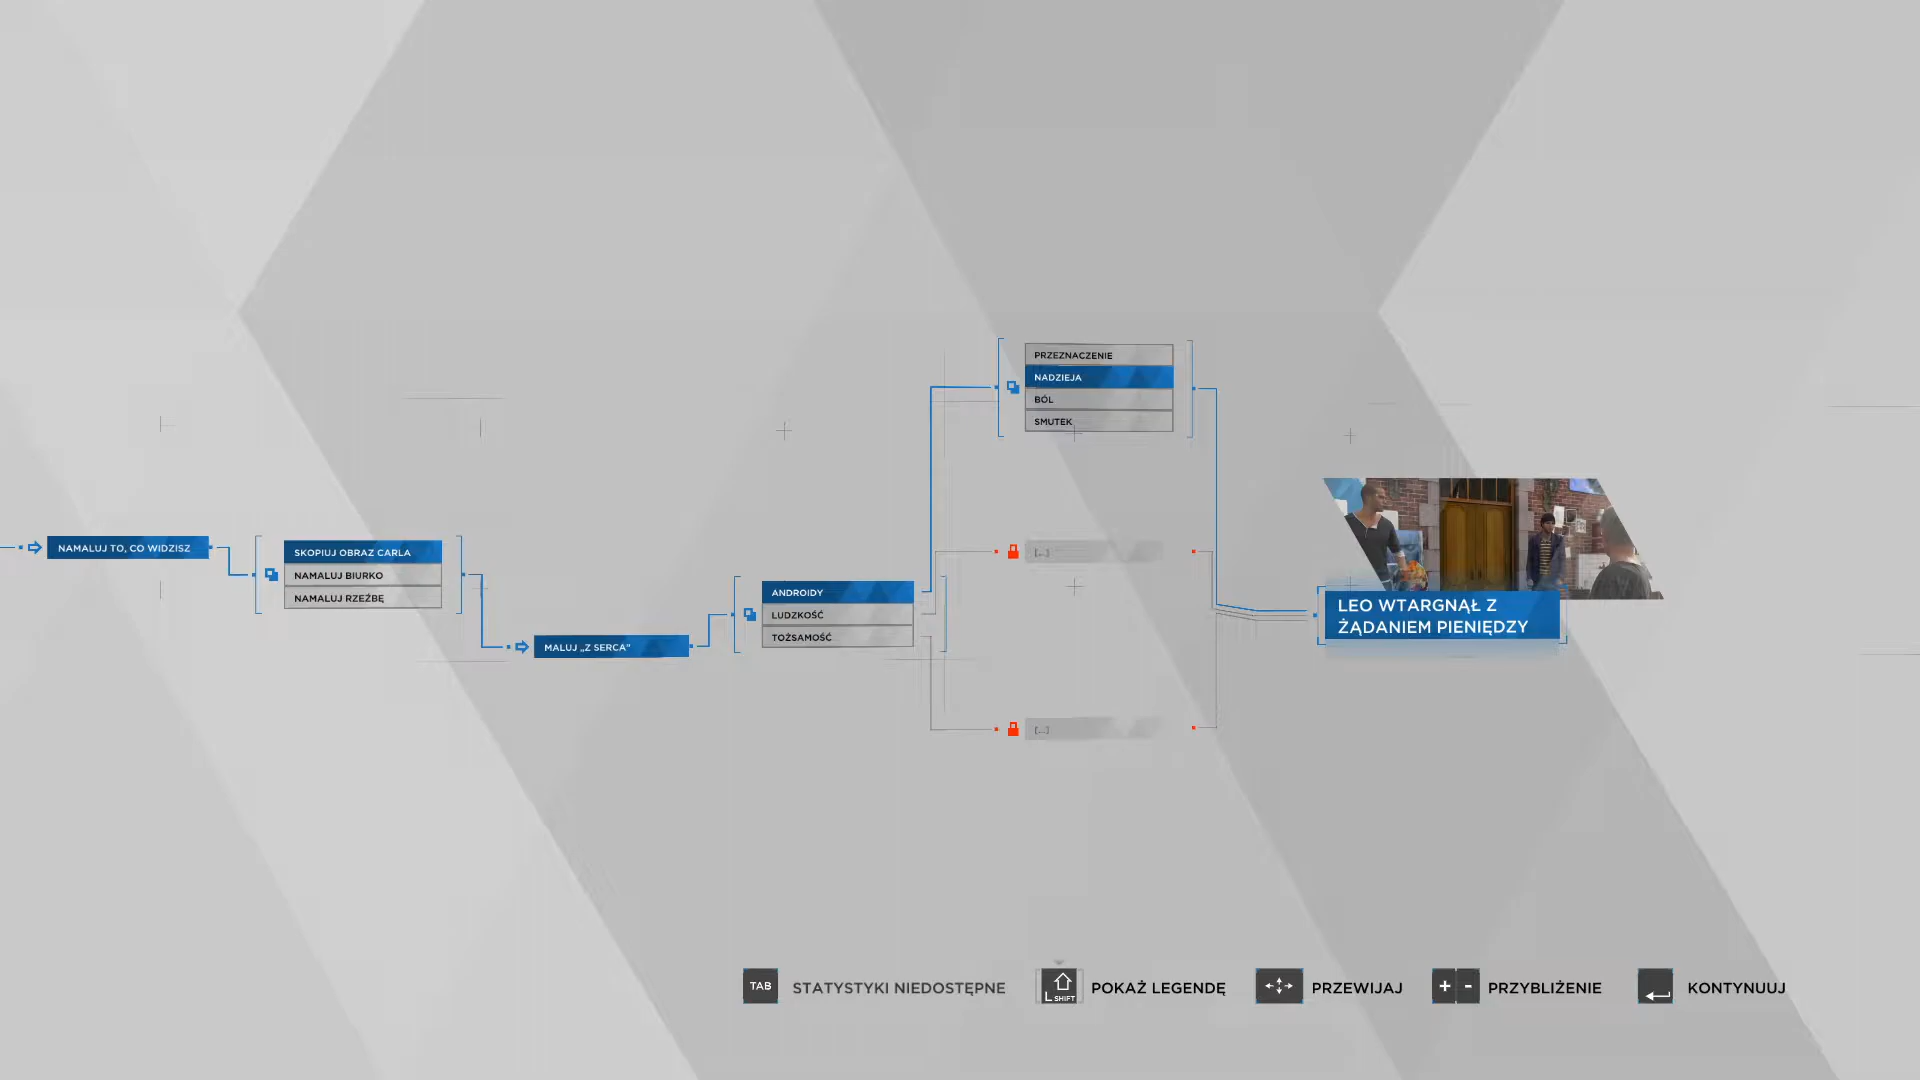 NAMALUJ TO, CO WIDZISZ
SKOPIUJ OBRAZ CARLA
NAMALUJ BIURKO
NAMALUJ RZEŹBĘ
MALUJ „Z SERCA”
ANDROIDY
LUDZKOŚĆ
TOŻSAMOŚĆ
PRZEZNACZENIE
NADZIEJA
BÓL
SMUTEK
[...]
[...]
LEO WTARGNĄŁ Z
ŻĄDANIEM PIENIĘDZY
TAB STATYSTYKI NIEDOSTĘPNE L SHIFT POKAŻ LEGENDĘ PRZEWIJAJ + - PRZYBLIŻENIE KONTYNUUJ